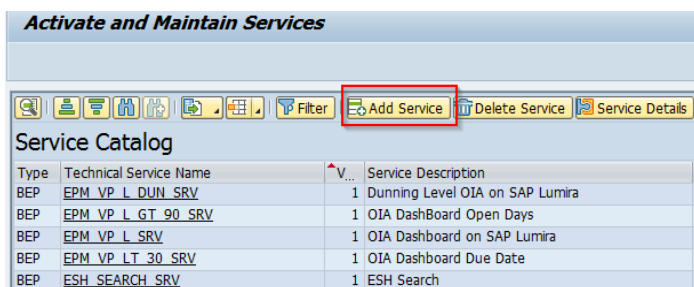 Activate and Maintain Services
Filter Add Service Delete Service Service Details
Service Catalog
Type Technical Service Name V... Service Description
BEP EPM_VP_L_DUN_SRV 1 Dunning Level OIA on SAP Lumira
BEP EPM_VP_L_GT_90_SRV 1 OIA DashBoard Open Days
BEP EPM_VP_L_SRV 1 OIA Dashboard on SAP Lumira
BEP EPM_VP_LT_30_SRV 1 OIA Dashboard Due Date
BEP ESH_SEARCH_SRV 1 ESH Search